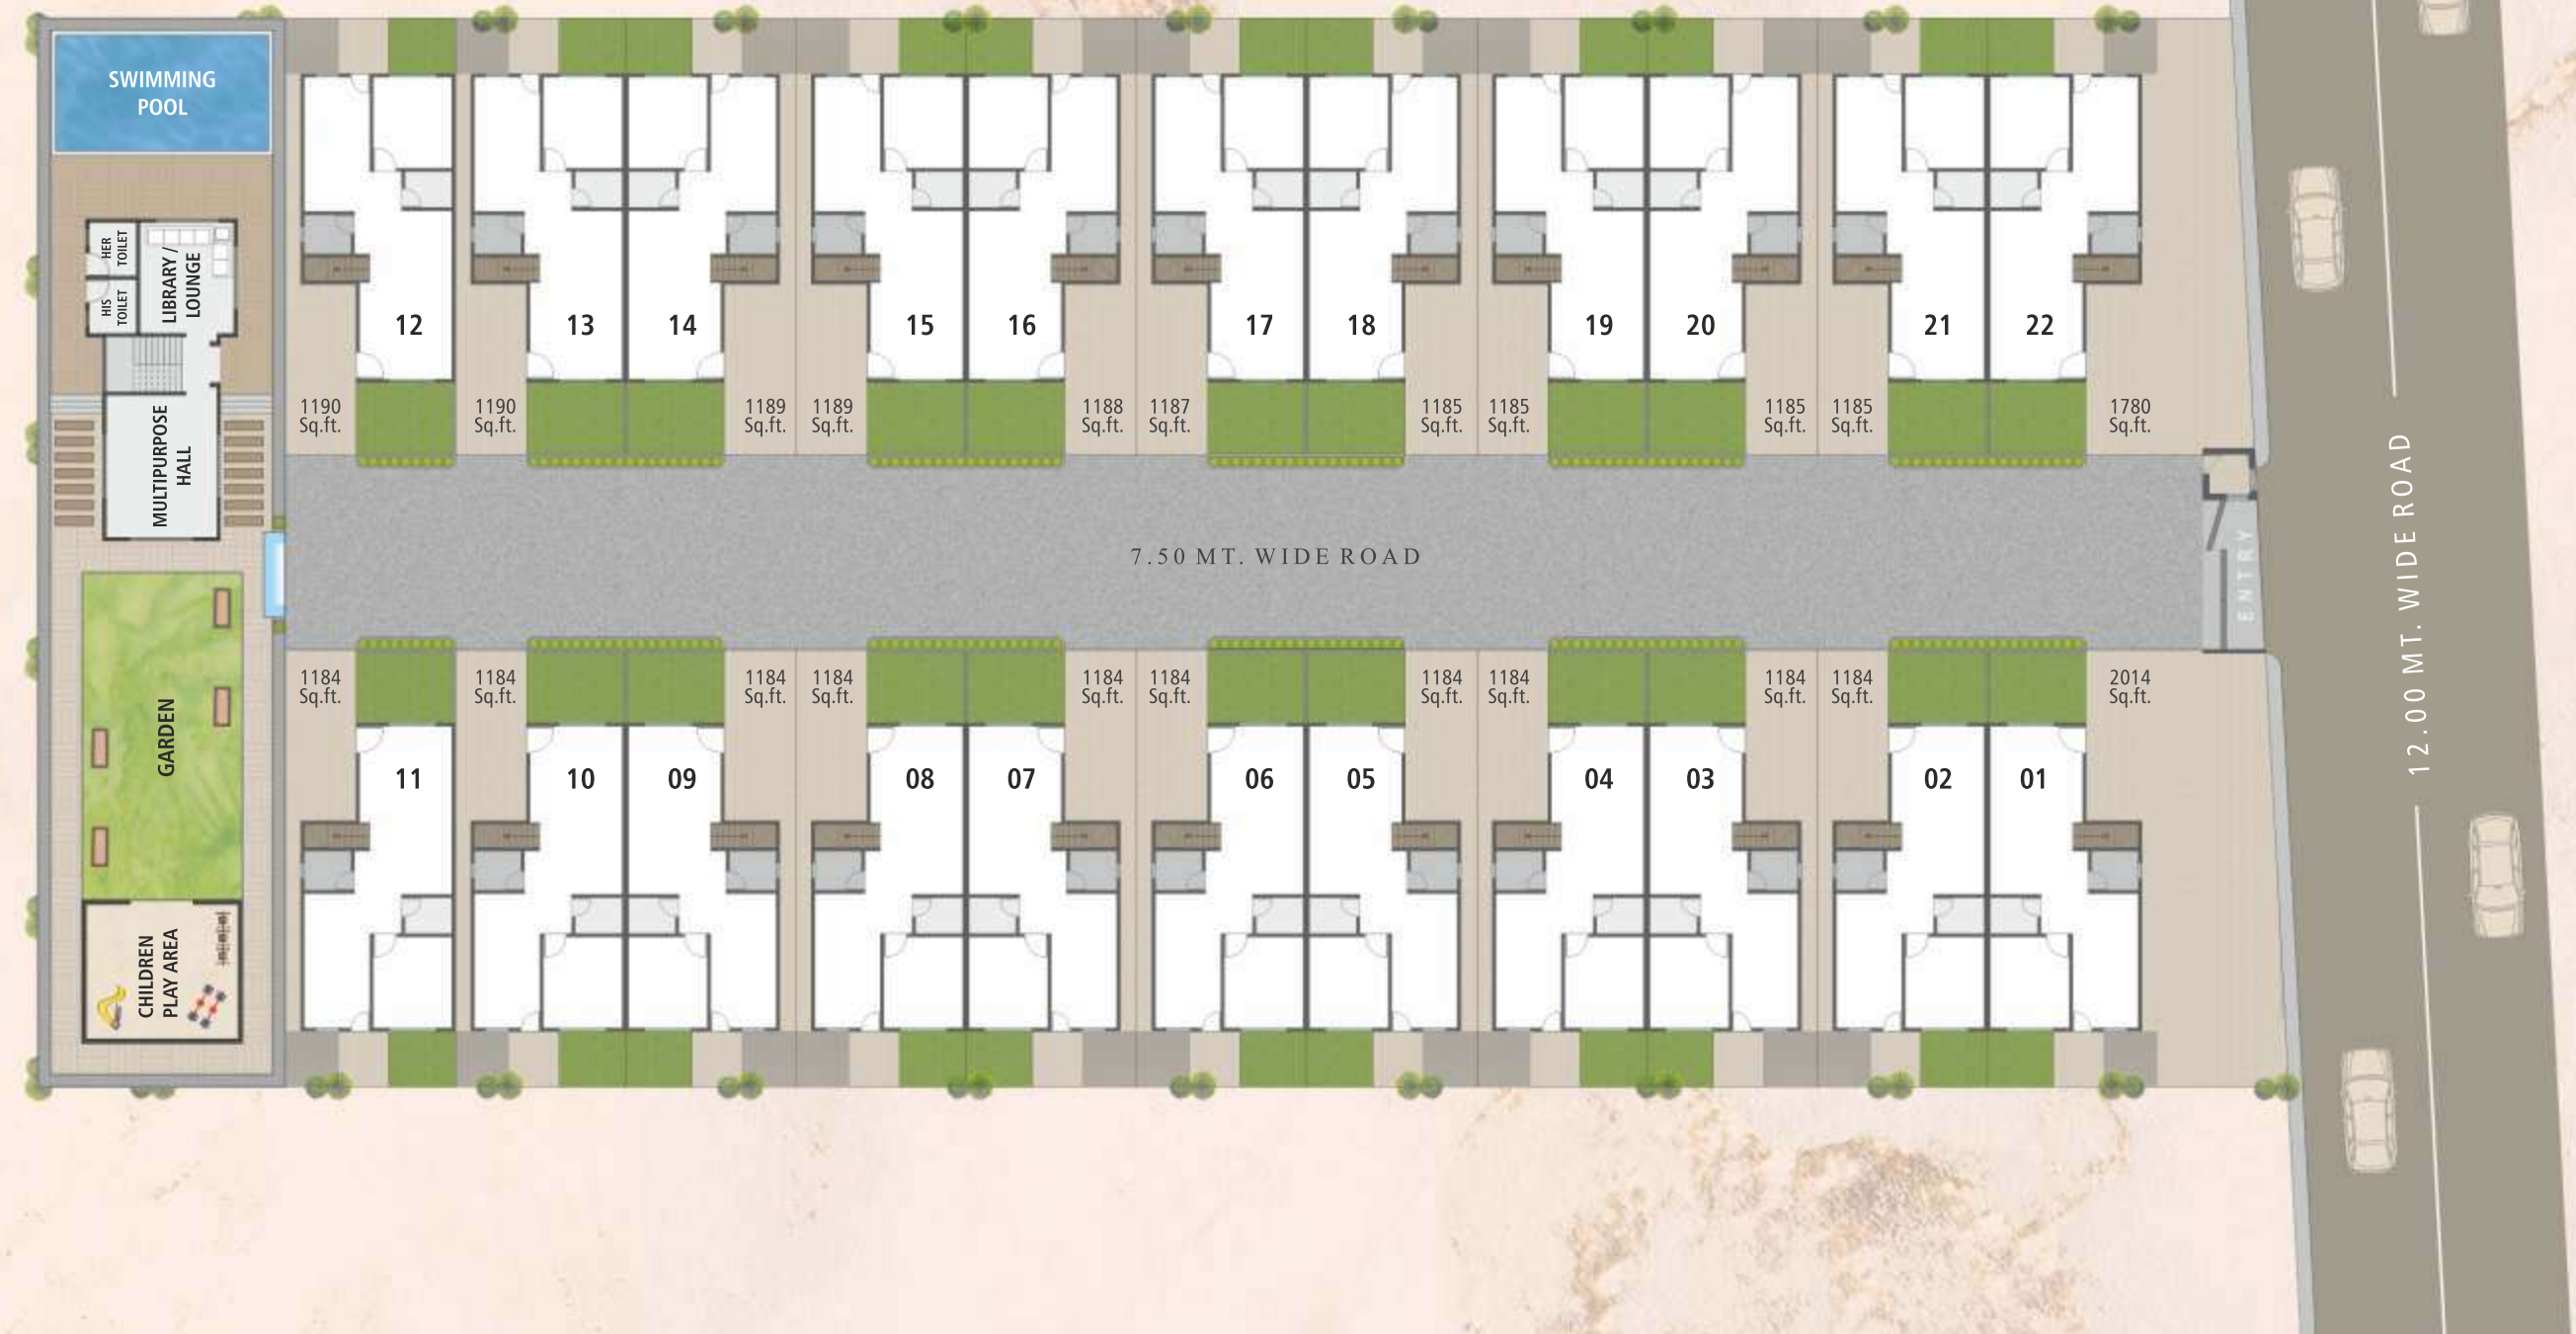 SWIMMING
POOL
HER
TOILET
HIS
TOILET
LIBRARY /
LOUNGE
MULTIPURPOSE
HALL
GARDEN
CHILDREN
PLAY AREA
12
13
14
15
16
17
18
19
20
21
22
1190
Sq.ft.
1190
Sq.ft.
1189
Sq.ft.
1189
Sq.ft.
1188
Sq.ft.
1187
Sq.ft.
1185
Sq.ft.
1185
Sq.ft.
1185
Sq.ft.
1185
Sq.ft.
1780
Sq.ft.
7.50 MT. WIDE ROAD
ENTRY
12.00 MT. WIDE ROAD
1184
Sq.ft.
1184
Sq.ft.
1184
Sq.ft.
1184
Sq.ft.
1184
Sq.ft.
1184
Sq.ft.
1184
Sq.ft.
1184
Sq.ft.
1184
Sq.ft.
1184
Sq.ft.
2014
Sq.ft.
11
10
09
08
07
06
05
04
03
02
01